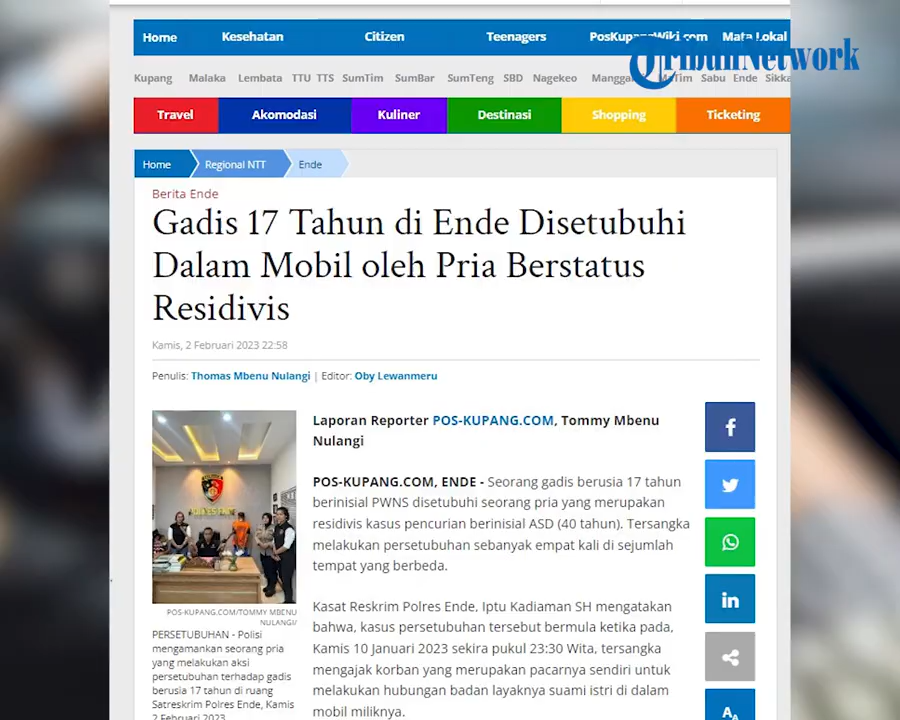 Home Kesehatan Citizen Teenagers PosKupangWiki.com Mata Lokal
TribunNetwork
Kupang Malaka Lembata TTU TTS SumTim SumBar SumTeng SBD Nagekeo Sabu Ende
Travel Akomodasi Kuliner Destinasi Shopping Ticketing
Home Regional NTT Ende
Berita Ende
Gadis 17 Tahun di Ende Disetubuhi
Dalam Mobil oleh Pria Berstatus
Residivis
Kamis, 2 Februari 2023 22:58
Penulis: Thomas Mbenu Nulangi | Editor: Oby Lewanmeru
Laporan Reporter POS-KUPANG.COM, Tommy Mbenu
Nulangi
POS-KUPANG.COM, ENDE - Seorang gadis berusia 17 tahun
berinisial PWNS disetubuhi seorang pria yang merupakan
residivis kasus pencurian berinisial ASD (40 tahun). Tersangka
melakukan persetubuhan sebanyak empat kali di sejumlah
tempat yang berbeda.
Kasat Reskrim Polres Ende, Iptu Kadiaman SH mengatakan
bahwa, kasus persetubuhan tersebut bermula ketika pada,
Kamis 10 Januari 2023 sekira pukul 23:30 Wita, tersangka
mengajak korban yang merupakan pacarnya sendiri untuk
melakukan hubungan badan layaknya suami istri di dalam
mobil miliknya.
POS-KUPANG.COM/TOMMY MBENU
NULANGI/
PERSETUBUHAN - Polisi
mengamankan seorang pria
yang melakukan aksi
persetubuhan terhadap gadis
berusia 17 tahun di ruang
Satreskrim Polres Ende, Kamis
2 Februari 2023